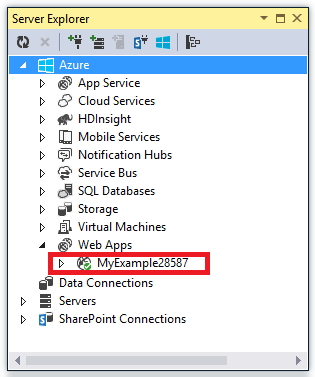 Server Explorer
Azure
App Service
Cloud Services
HDInsight
Mobile Services
Notification Hubs
Service Bus
SQL Databases
Storage
Virtual Machines
Web Apps
MyExample28587
Data Connections
Servers
SharePoint Connections